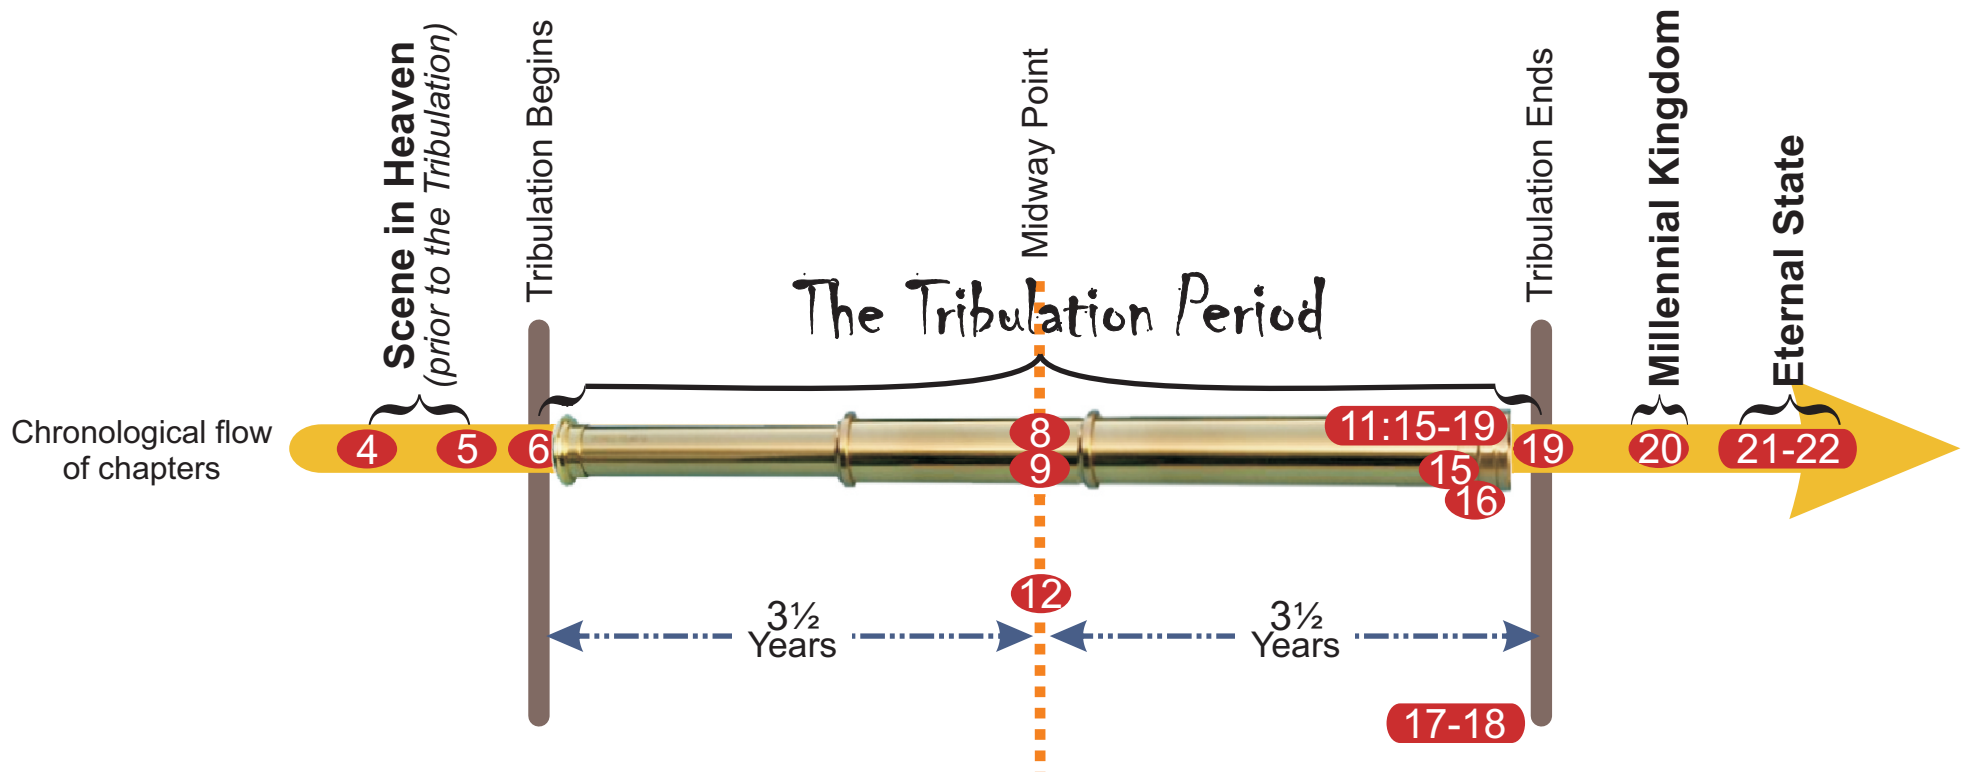 Scene in Heaven
(prior to the Tribulation)
Tribulation Begins
Midway Point
Tribulation Ends
Millennial Kingdom
Eternal State
The Tribulation Period
Chronological flow
of chapters
4
5
6
8
9
11:15-19
15
16
19
20
21-22
12
3½
Years
3½
Years
17-18